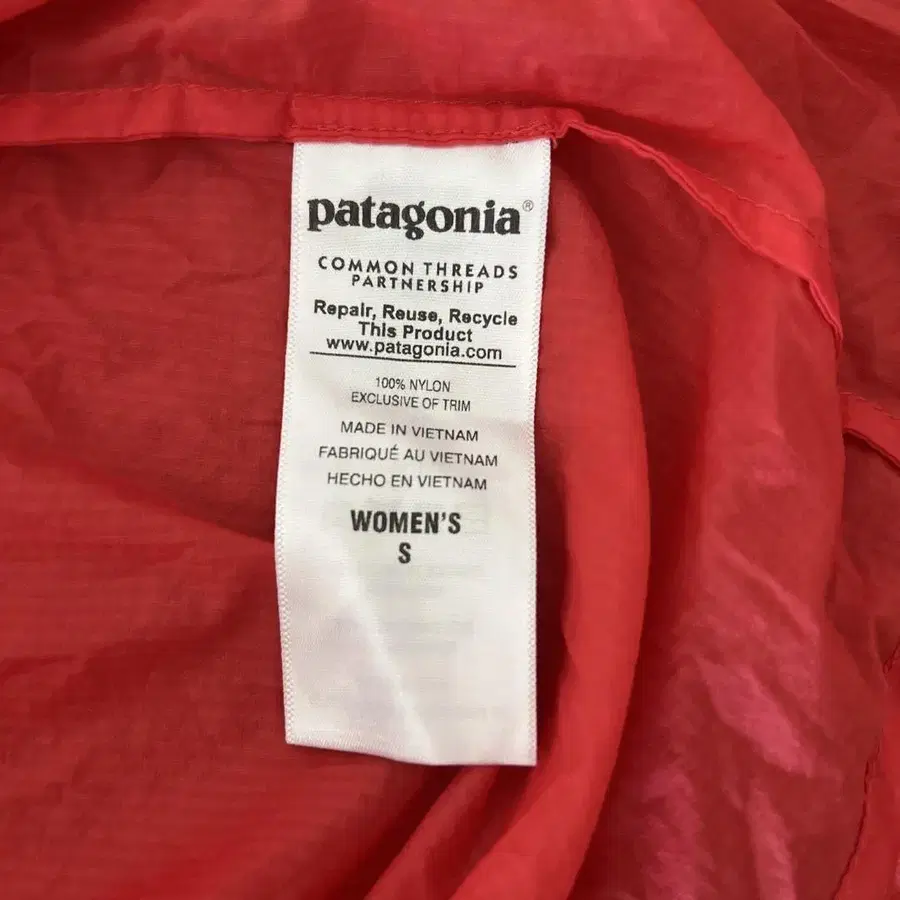 patagonia®
COMMON THREADS
PARTNERSHIP
Repair, Reuse, Recycle
This Product
www.patagonia.com
100% NYLON
EXCLUSIVE OF TRIM
MADE IN VIETNAM
FABRIQUÉ AU VIETNAM
HECHO EN VIETNAM
WOMEN'S
S